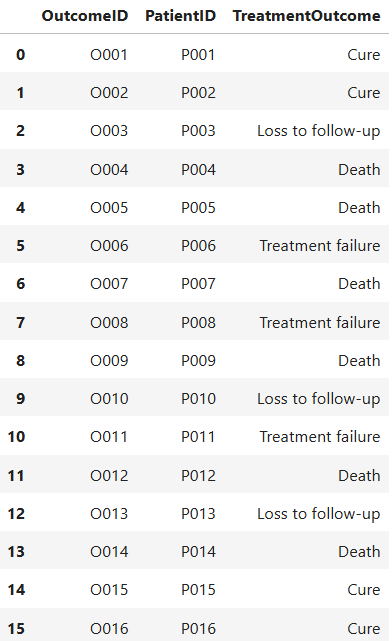 OutcomeID PatientID TreatmentOutcome
0 O001 P001 Cure
1 O002 P002 Cure
2 O003 P003 Loss to follow-up
3 O004 P004 Death
4 O005 P005 Death
5 O006 P006 Treatment failure
6 O007 P007 Death
7 O008 P008 Treatment failure
8 O009 P009 Death
9 O010 P010 Loss to follow-up
10 O011 P011 Treatment failure
11 O012 P012 Death
12 O013 P013 Loss to follow-up
13 O014 P014 Death
14 O015 P015 Cure
15 O016 P016 Cure